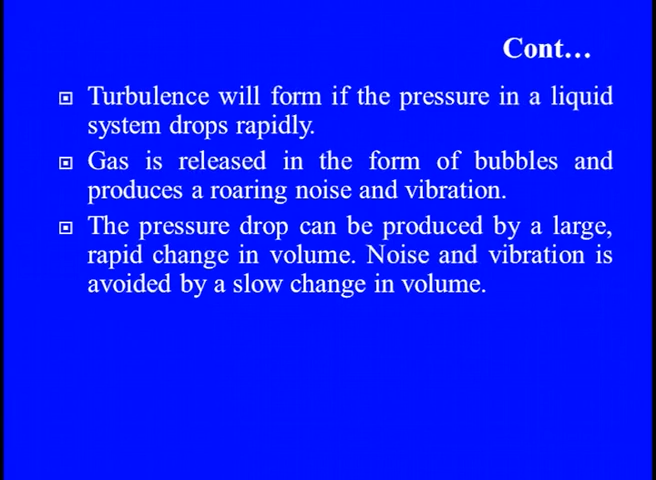 Cont…
Turbulence will form if the pressure in a liquid
system drops rapidly.
Gas is released in the form of bubbles and
produces a roaring noise and vibration.
The pressure drop can be produced by a large,
rapid change in volume. Noise and vibration is
avoided by a slow change in volume.